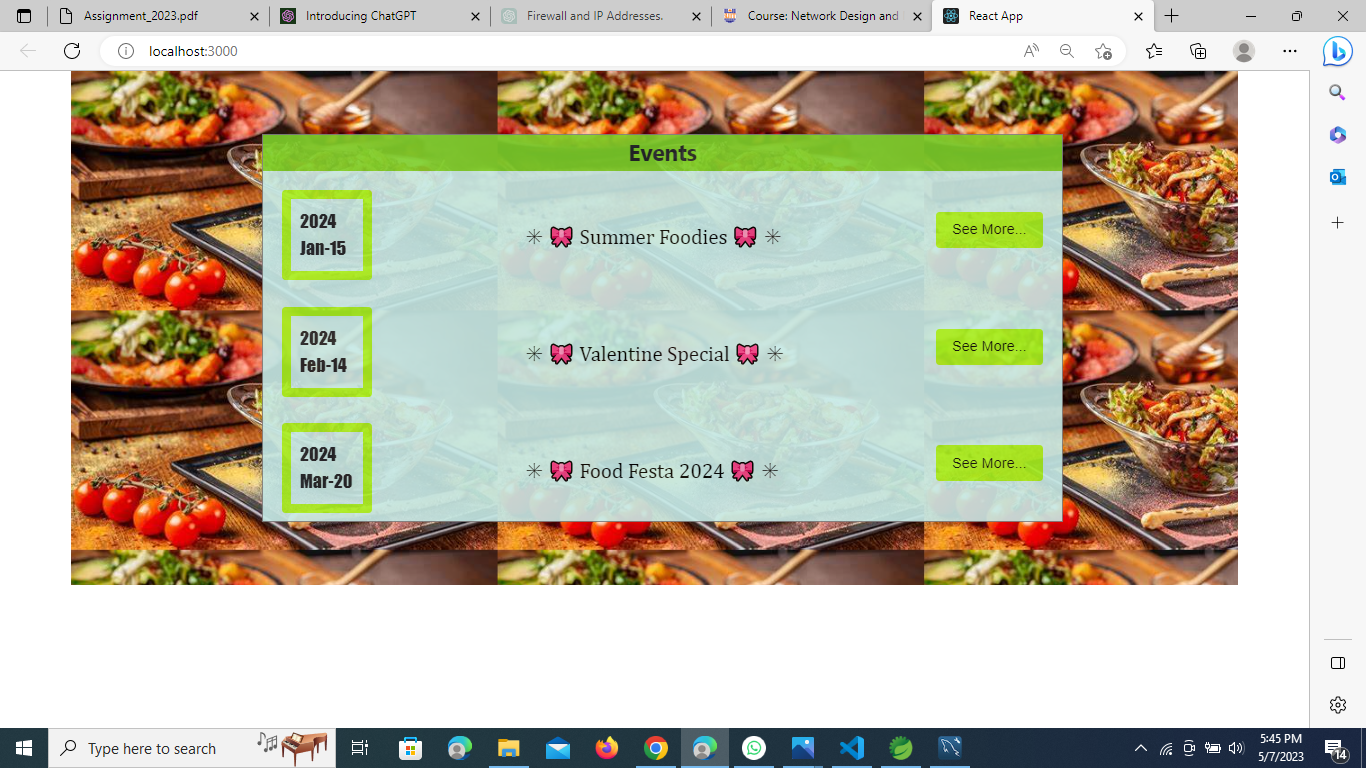 Assignment_2023.pdf
Introducing ChatGPT
Firewall and IP Addresses.
Course: Network Design and
React App
localhost:3000
Events
2024
Jan-15
✳ 🎀 Summer Foodies 🎀 ✳
See More...
2024
Feb-14
✳ 🎀 Valentine Special 🎀 ✳
See More...
2024
Mar-20
✳ 🎀 Food Festa 2024 🎀 ✳
See More...
Type here to search
5:45 PM
5/7/2023
14